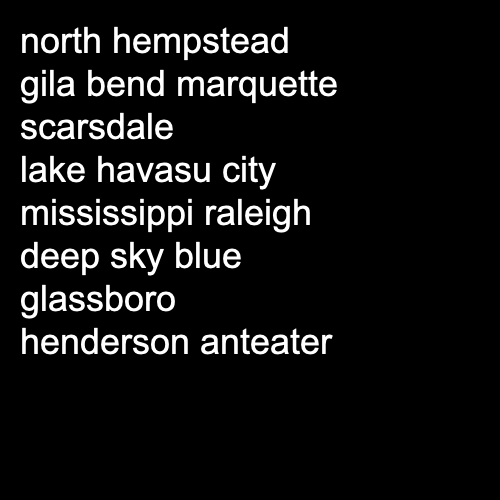 north hempstead
gila bend marquette
scarsdale
lake havasu city
mississippi raleigh
deep sky blue
glassboro
henderson anteater